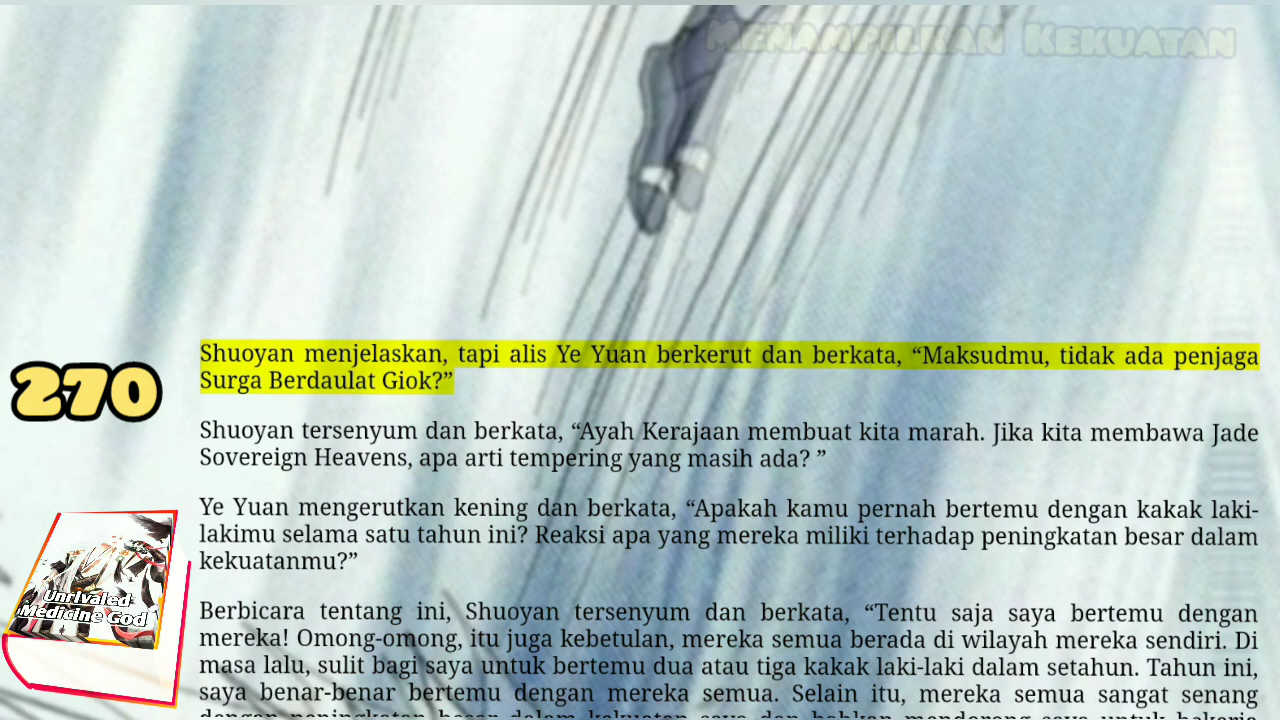 Menampilkan Kekuatan
Shuoyan menjelaskan, tapi alis Ye Yuan berkerut dan berkata, “Maksudmu, tidak ada penjaga
Surga Berdaulat Giok?”
270
Shuoyan tersenyum dan berkata, “Ayah Kerajaan membuat kita marah. Jika kita membawa Jade
Sovereign Heavens, apa arti tempering yang masih ada? ”
Ye Yuan mengerutkan kening dan berkata, “Apakah kamu pernah bertemu dengan kakak laki-
lakimu selama satu tahun ini? Reaksi apa yang mereka miliki terhadap peningkatan besar dalam
kekuatanmu?”
Unrivaled
Medicine God
Berbicara tentang ini, Shuoyan tersenyum dan berkata, “Tentu saja saya bertemu dengan
mereka! Omong-omong, itu juga kebetulan, mereka semua berada di wilayah mereka sendiri. Di
masa lalu, sulit bagi saya untuk bertemu dua atau tiga kakak laki-laki dalam setahun. Tahun ini,
saya benar-benar bertemu dengan mereka semua. Selain itu, mereka semua sangat senang